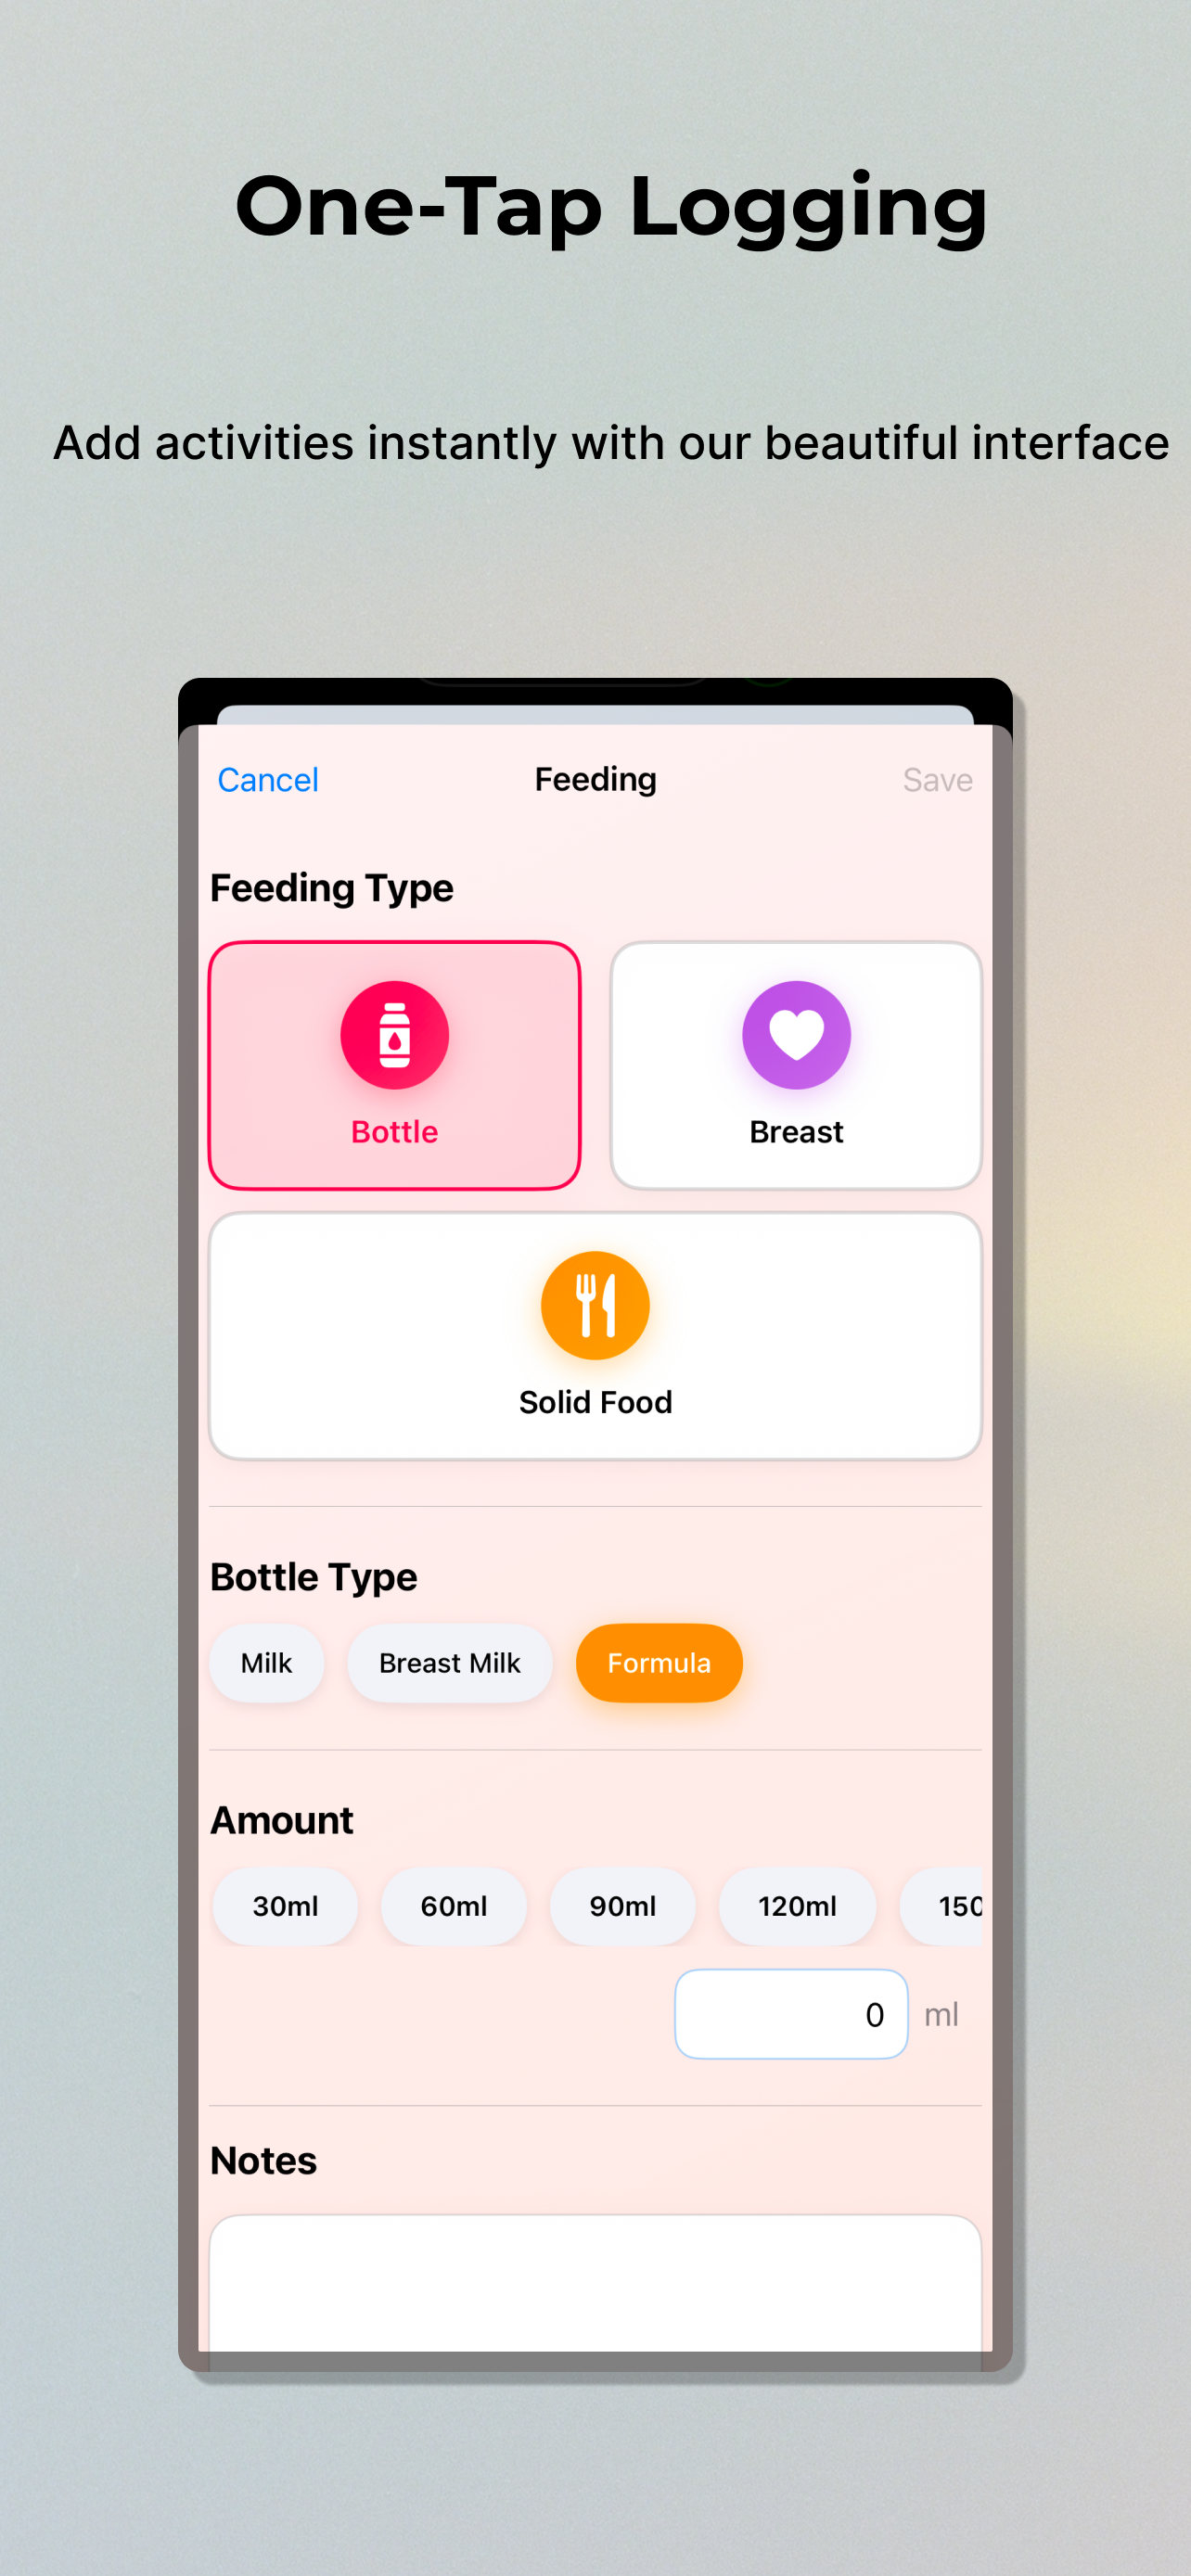 One-Tap Logging
Add activities instantly with our beautiful interface
Cancel Feeding Save
Feeding Type
Bottle Breast
Solid Food
Bottle Type
Milk Breast Milk Formula
Amount
30ml 60ml 90ml 120ml 150
0 ml
Notes